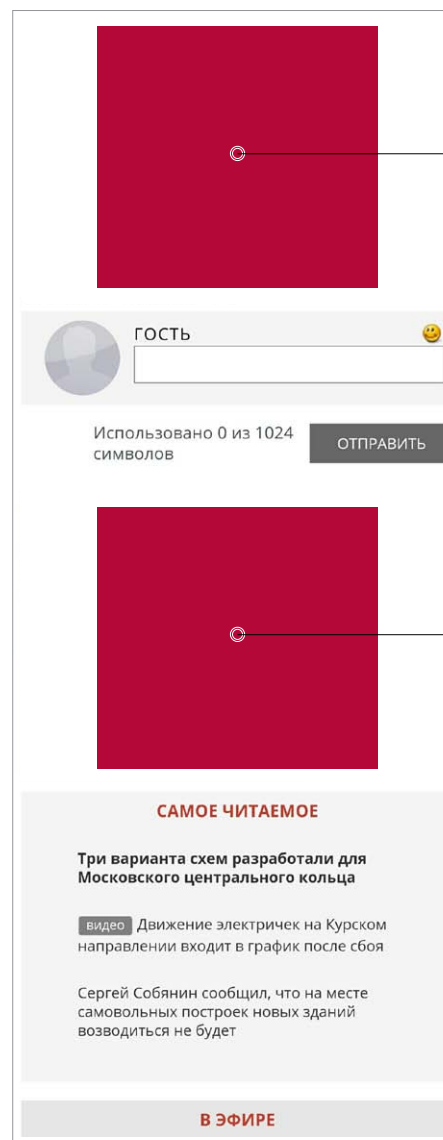 ГОСТЬ
Использовано 0 из 1024
символов
ОТПРАВИТЬ
САМОЕ ЧИТАЕМОЕ
Три варианта схем разработали для
Московского центрального кольца
видео Движение электричек на Курском
направлении входит в график после сбоя
Сергей Собянин сообщил, что на месте
самовольных построек новых зданий
возводиться не будет
В ЭФИРЕ